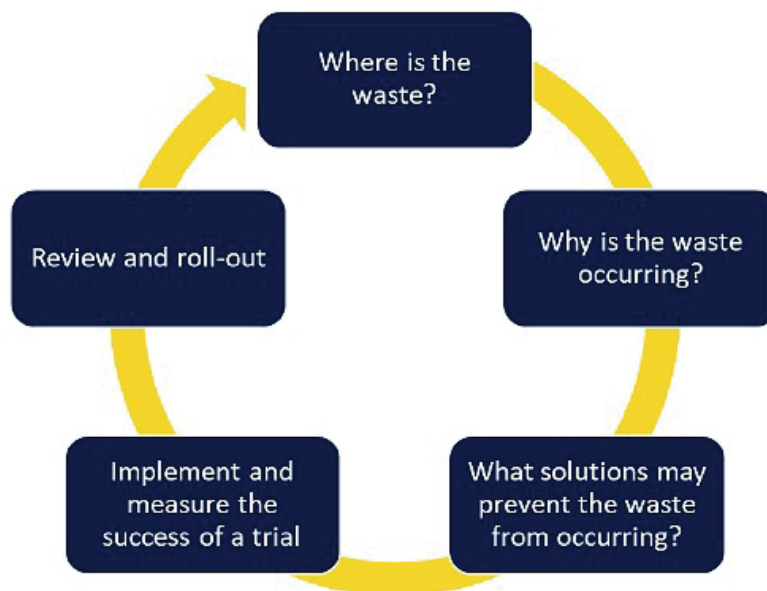 Where is the
waste?
Why is the waste
occurring?
What solutions may
prevent the waste
from occurring?
Implement and
measure the
success of a trial
Review and roll-out